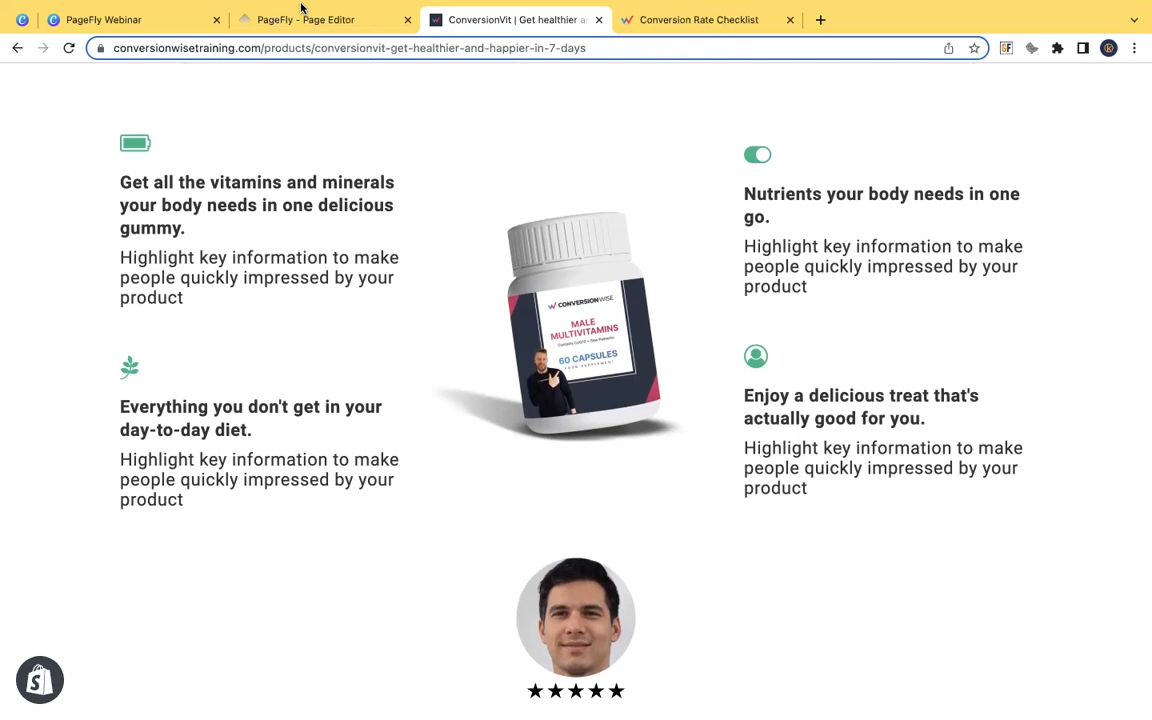 PageFly Webinar
PageFly - Page Editor
ConversionVit | Get healthier a
Conversion Rate Checklist
conversionwisetraining.com/products/conversionvit-get-healthier-and-happier-in-7-days
GF
Get all the vitamins and minerals
your body needs in one delicious
gummy.
Highlight key information to make
people quickly impressed by your
product
Everything you don't get in your
day-to-day diet.
Highlight key information to make
people quickly impressed by your
product
CONVERSIONWISE
MALE
MULTIVITAMINS
60 CAPSULES
FOOD SUPPLEMENT
Nutrients your body needs in one
go.
Highlight key information to make
people quickly impressed by your
product
Enjoy a delicious treat that's
actually good for you.
Highlight key information to make
people quickly impressed by your
product